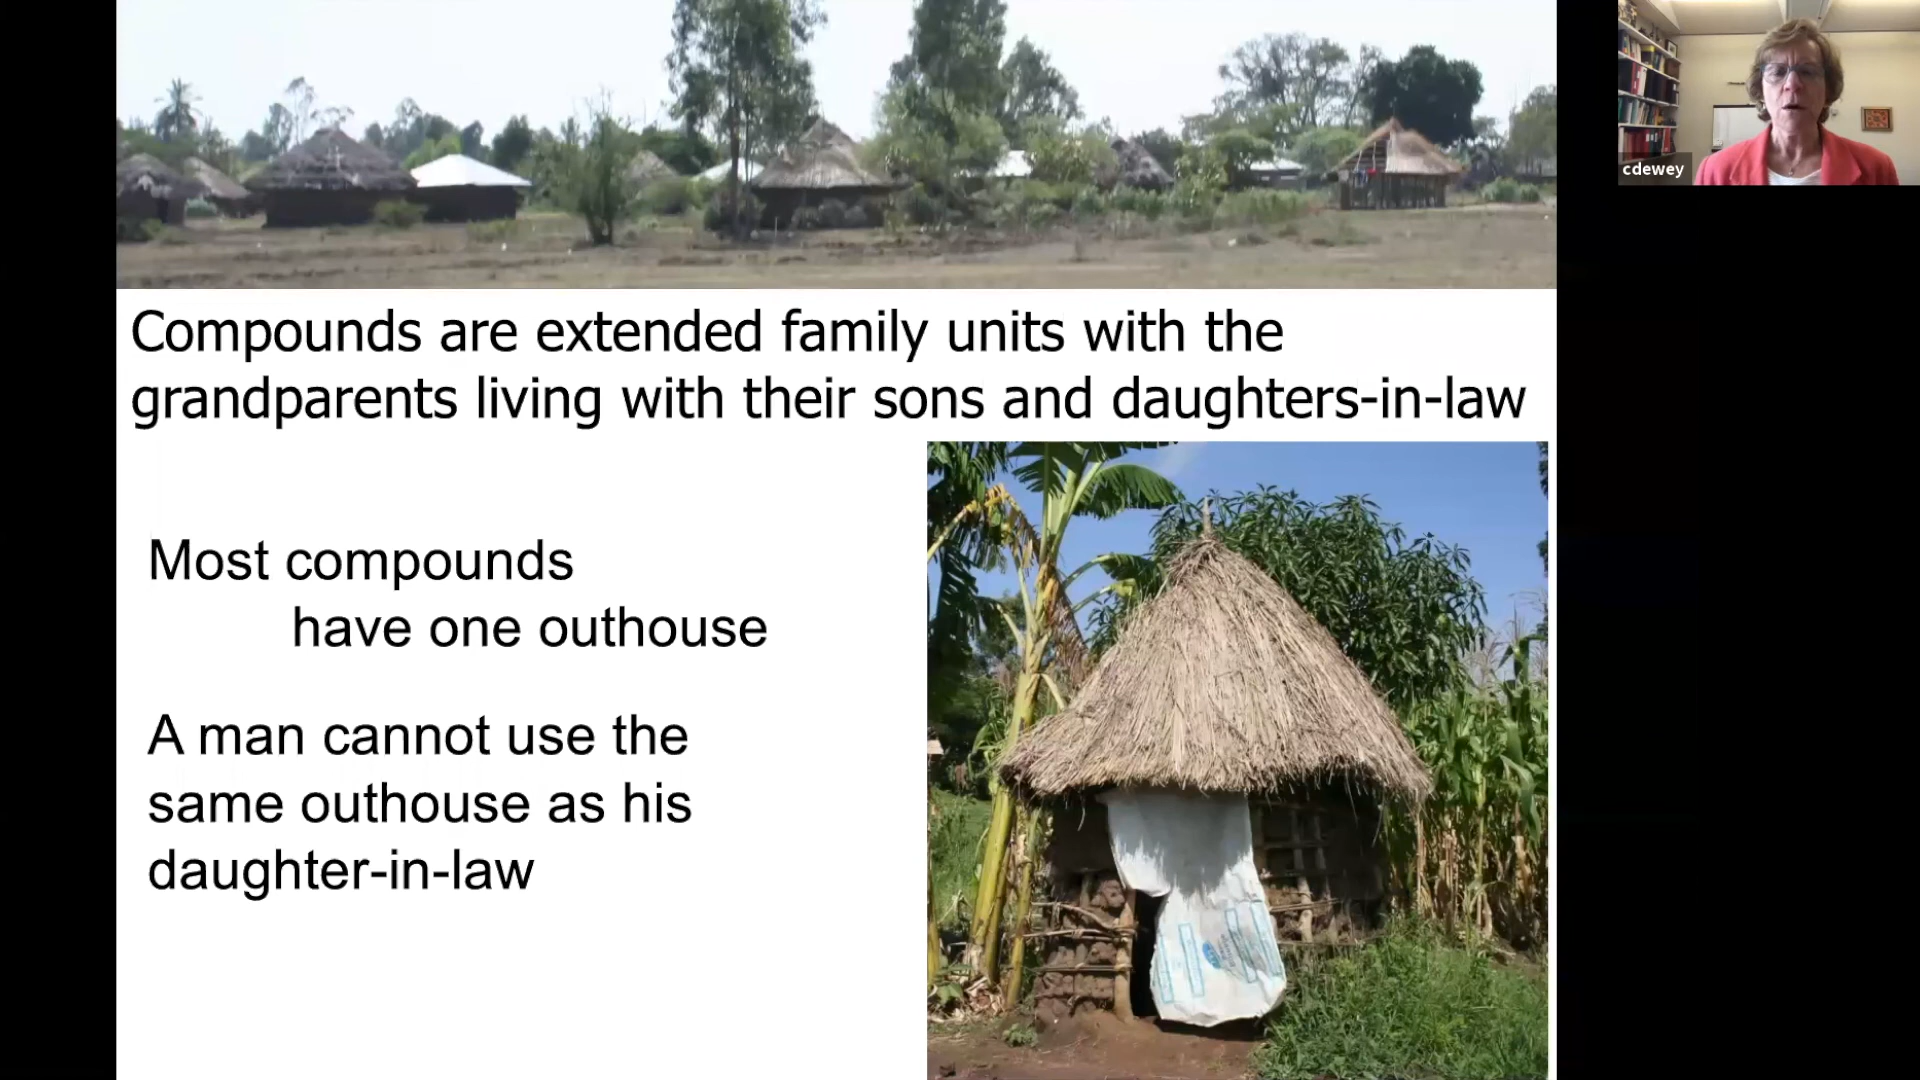 cdewey
Compounds are extended family units with the
grandparents living with their sons and daughters-in-law
Most compounds
have one outhouse
A man cannot use the
same outhouse as his
daughter-in-law